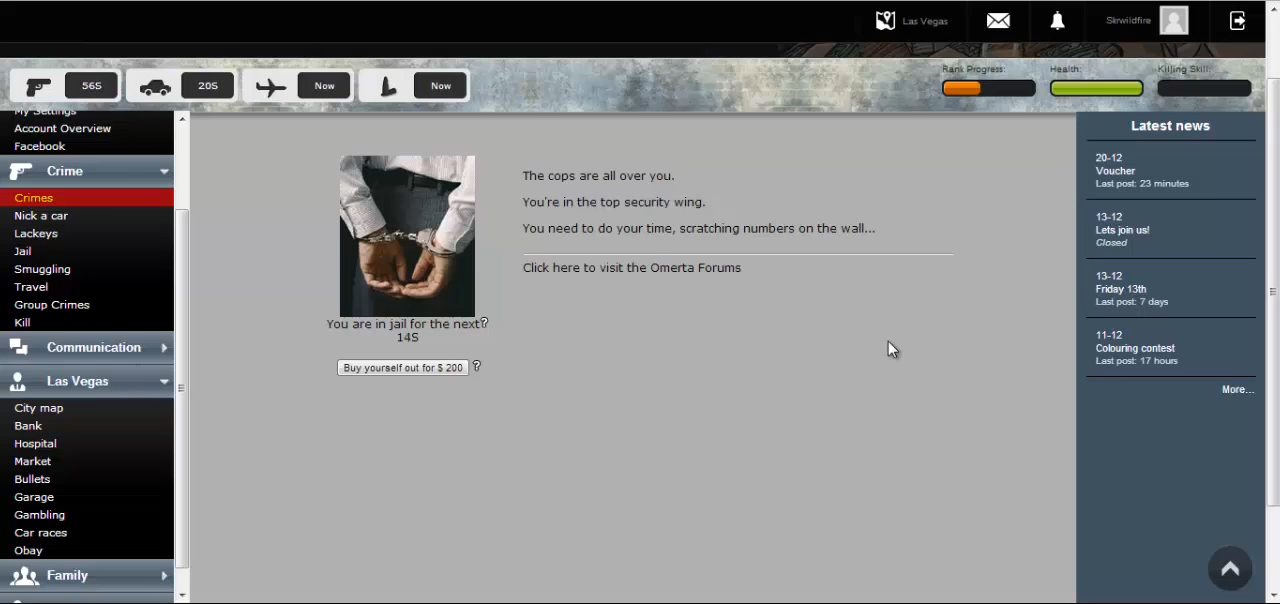 Las Vegas
Skrwildfire
56S
20S
Now
Now
Rank Progress:
Health:
Killing Skill:
My Settings
Account Overview
Facebook
Crime
Crimes
Nick a car
Lackeys
Jail
Smuggling
Travel
Group Crimes
Kill
Communication
Las Vegas
City map
Bank
Hospital
Market
Bullets
Garage
Gambling
Car races
Obay
Family
The cops are all over you.
You're in the top security wing.
You need to do your time, scratching numbers on the wall...
Click here to visit the Omerta Forums
You are in jail for the next?
14S
Buy yourself out for $ 200 ?
Latest news
20-12
Voucher
Last post: 23 minutes
13-12
Lets join us!
Closed
13-12
Friday 13th
Last post: 7 days
11-12
Colouring contest
Last post: 17 hours
More...